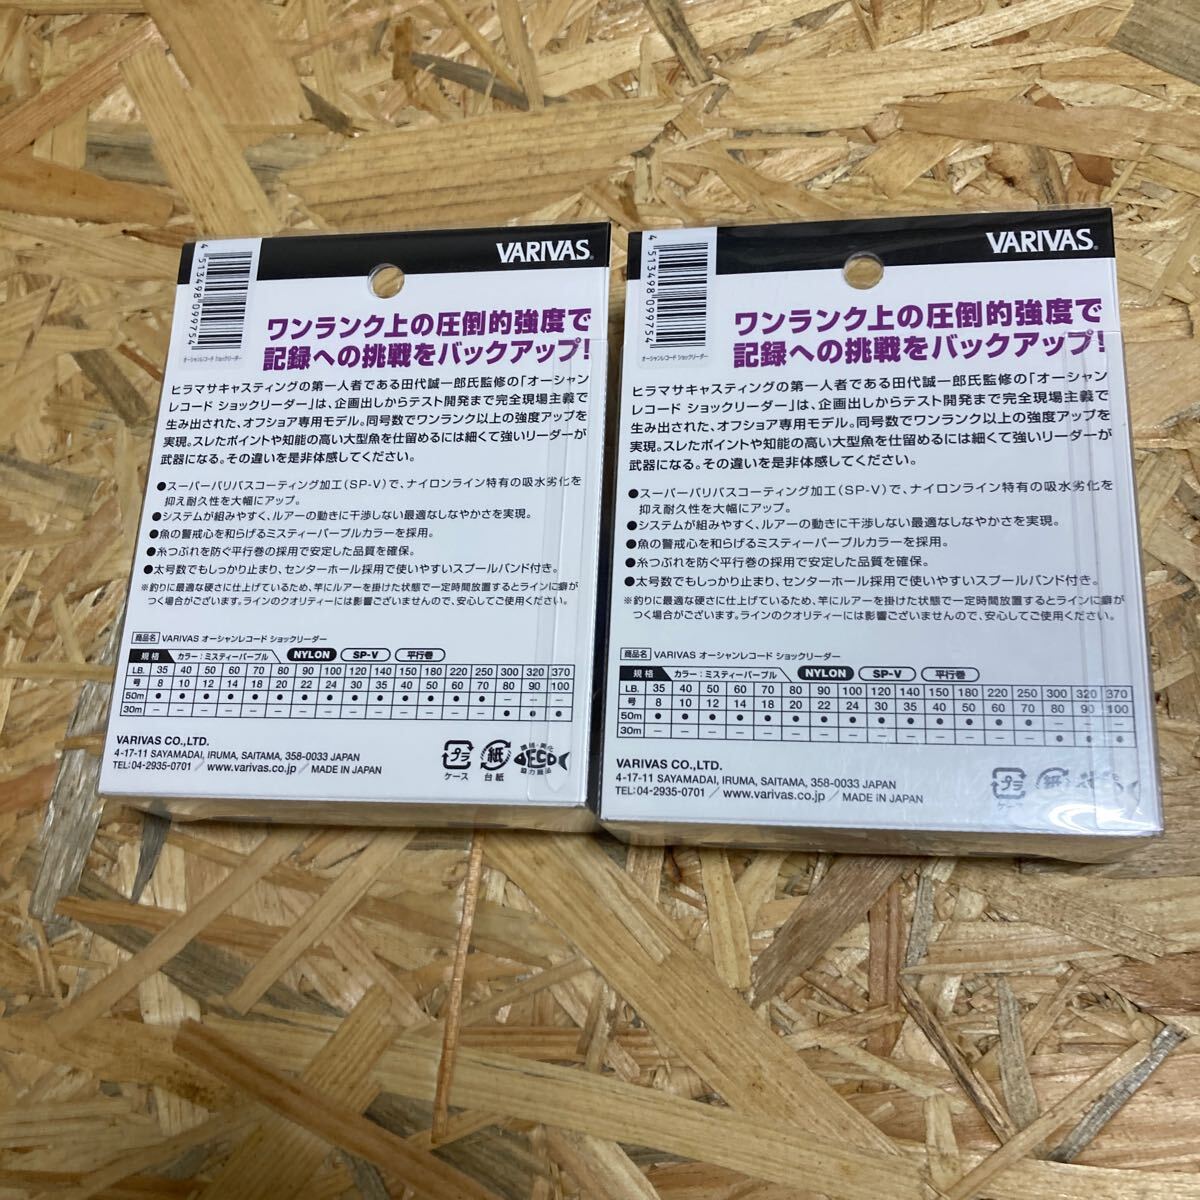 VARIVAS®
4 513498 099754
オーシャンレコード ショックリーダー
ワンランク上の圧倒的強度で
記録への挑戦をバックアップ!
ヒラマサキャスティングの第一人者である田代誠一郎氏監修の「オーシャン
レコード ショックリーダー」は、企画出しからテスト開発まで完全現場主義で
生み出された、オフショア専用モデル。同号数でワンランク以上の強度アップを
実現。スレたポイントや知能の高い大型魚を仕留めるには細くて強いリーダーが
武器になる。その違いを是非体感してください。
●スーパーバリバスコーティング加工(SP-V)で、ナイロンライン特有の吸水劣化を
抑え耐久性を大幅にアップ。
●システムが組みやすく、ルアーの動きに干渉しない最適なしなやかさを実現。
●魚の警戒心を和らげるミスティーパープルカラーを採用。
●糸つぶれを防ぐ平行巻の採用で安定した品質を確保。
●太号数でもしっかり止まり、センターホール採用で使いやすいスプールバンド付き。
※釣りに最適な硬さに仕上げているため、竿にルアーを掛けた状態で一定時間放置するとラインに癖が
つく場合がございます。ラインのクオリティーには影響ございませんので、安心してご使用ください。
商品名 VARIVAS オーシャンレコード ショックリーダー
規格 カラー:ミスティーパープル NYLON SP-V 平行巻
LB. 35 40 50 60 70 80 90 100 120 140 150 180 220 250 300 320 370
号 8 10 12 14 18 20 22 24 30 35 40 50 60 70 80 90 100
50m ● ● ● ● ● ● ● ● ● ● ● ● ● ● — — —
30m — — — — — — — — — — — — — — ● ● ●
VARIVAS CO.,LTD.
4-17-11 SAYAMADAI, IRUMA, SAITAMA, 358-0033 JAPAN
TEL:04-2935-0701 / www.varivas.co.jp / MADE IN JAPAN
プラ
ケース
紙
台紙
環境・美化
ECO
協力商品
VARIVAS®
4 513498 099754
オーシャンレコード ショックリーダー
ワンランク上の圧倒的強度で
記録への挑戦をバックアップ!
ヒラマサキャスティングの第一人者である田代誠一郎氏監修の「オーシャン
レコード ショックリーダー」は、企画出しからテスト開発まで完全現場主義で
生み出された、オフショア専用モデル。同号数でワンランク以上の強度アップを
実現。スレたポイントや知能の高い大型魚を仕留めるには細くて強いリーダーが
武器になる。その違いを是非体感してください。
●スーパーバリバスコーティング加工(SP-V)で、ナイロンライン特有の吸水劣化を
抑え耐久性を大幅にアップ。
●システムが組みやすく、ルアーの動きに干渉しない最適なしなやかさを実現。
●魚の警戒心を和らげるミスティーパープルカラーを採用。
●糸つぶれを防ぐ平行巻の採用で安定した品質を確保。
●太号数でもしっかり止まり、センターホール採用で使いやすいスプールバンド付き。
※釣りに最適な硬さに仕上げているため、竿にルアーを掛けた状態で一定時間放置するとラインに癖が
つく場合がございます。ラインのクオリティーには影響ございませんので、安心してご使用ください。
商品名 VARIVAS オーシャンレコード ショックリーダー
規格 カラー:ミスティーパープル NYLON SP-V 平行巻
LB. 35 40 50 60 70 80 90 100 120 140 150 180 220 250 300 320 370
号 8 10 12 14 18 20 22 24 30 35 40 50 60 70 80 90 100
50m ● ● ● ● ● ● ● ● ● ● ● ● ● ● — — —
30m — — — — — — — — — — — — — — ● ● ●
VARIVAS CO.,LTD.
4-17-11 SAYAMADAI, IRUMA, SAITAMA, 358-0033 JAPAN
TEL:04-2935-0701 / www.varivas.co.jp / MADE IN JAPAN
プラ
ケース
紙